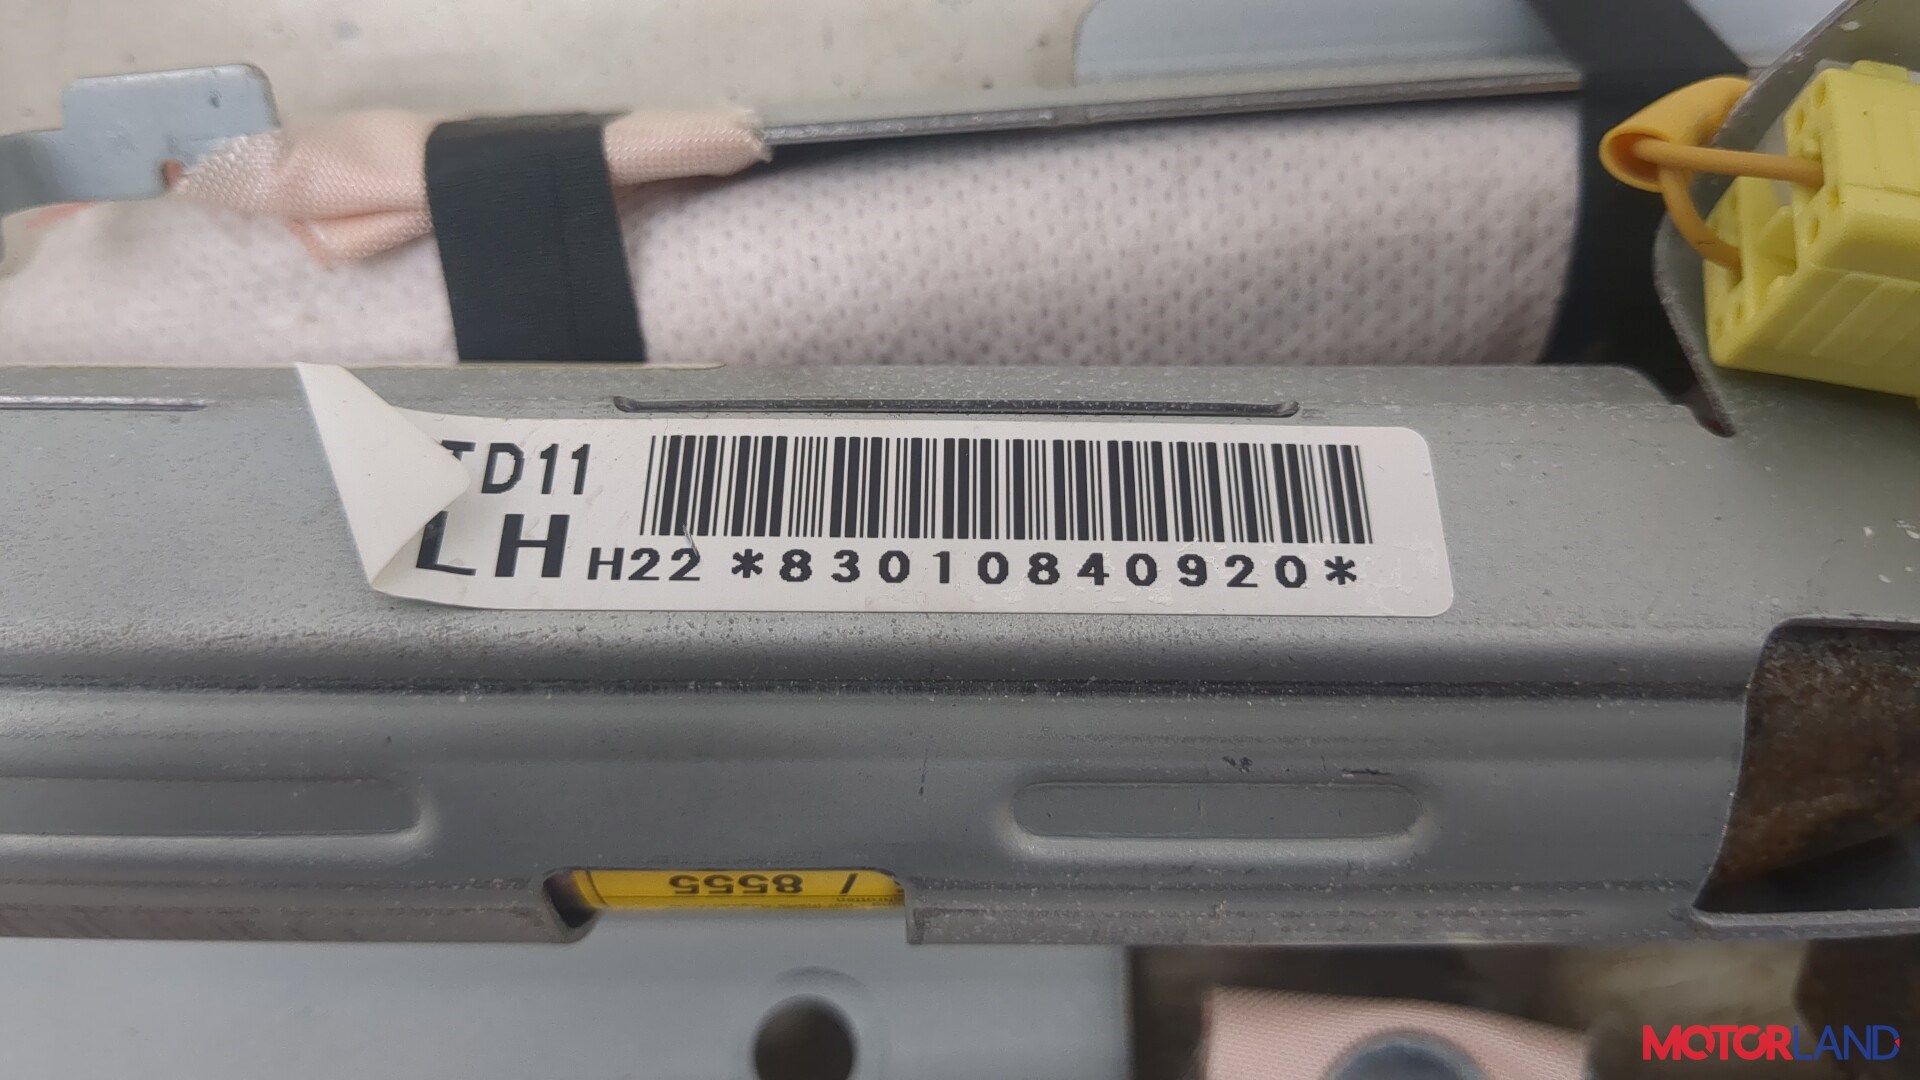 TD11
LH H22 *83010840920*
8555 /
MOTORLAND